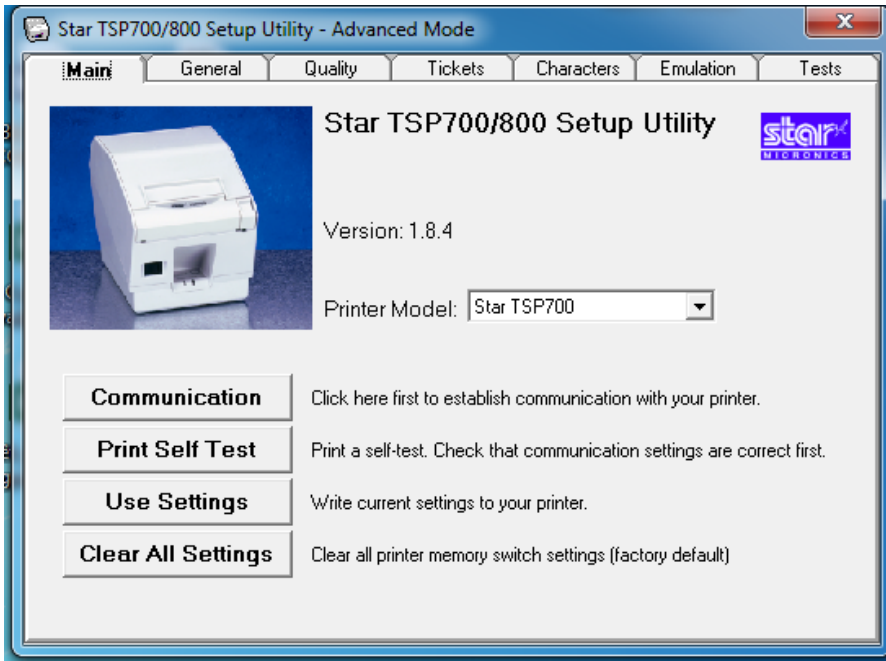 Star TSP700/800 Setup Utility - Advanced Mode
Main General Quality Tickets Characters Emulation Tests
Star TSP700/800 Setup Utility
star
MICRONICS
Version: 1.8.4
Printer Model: Star TSP700
Communication Click here first to establish communication with your printer.
Print Self Test Print a self-test. Check that communication settings are correct first.
Use Settings Write current settings to your printer.
Clear All Settings Clear all printer memory switch settings (factory default)